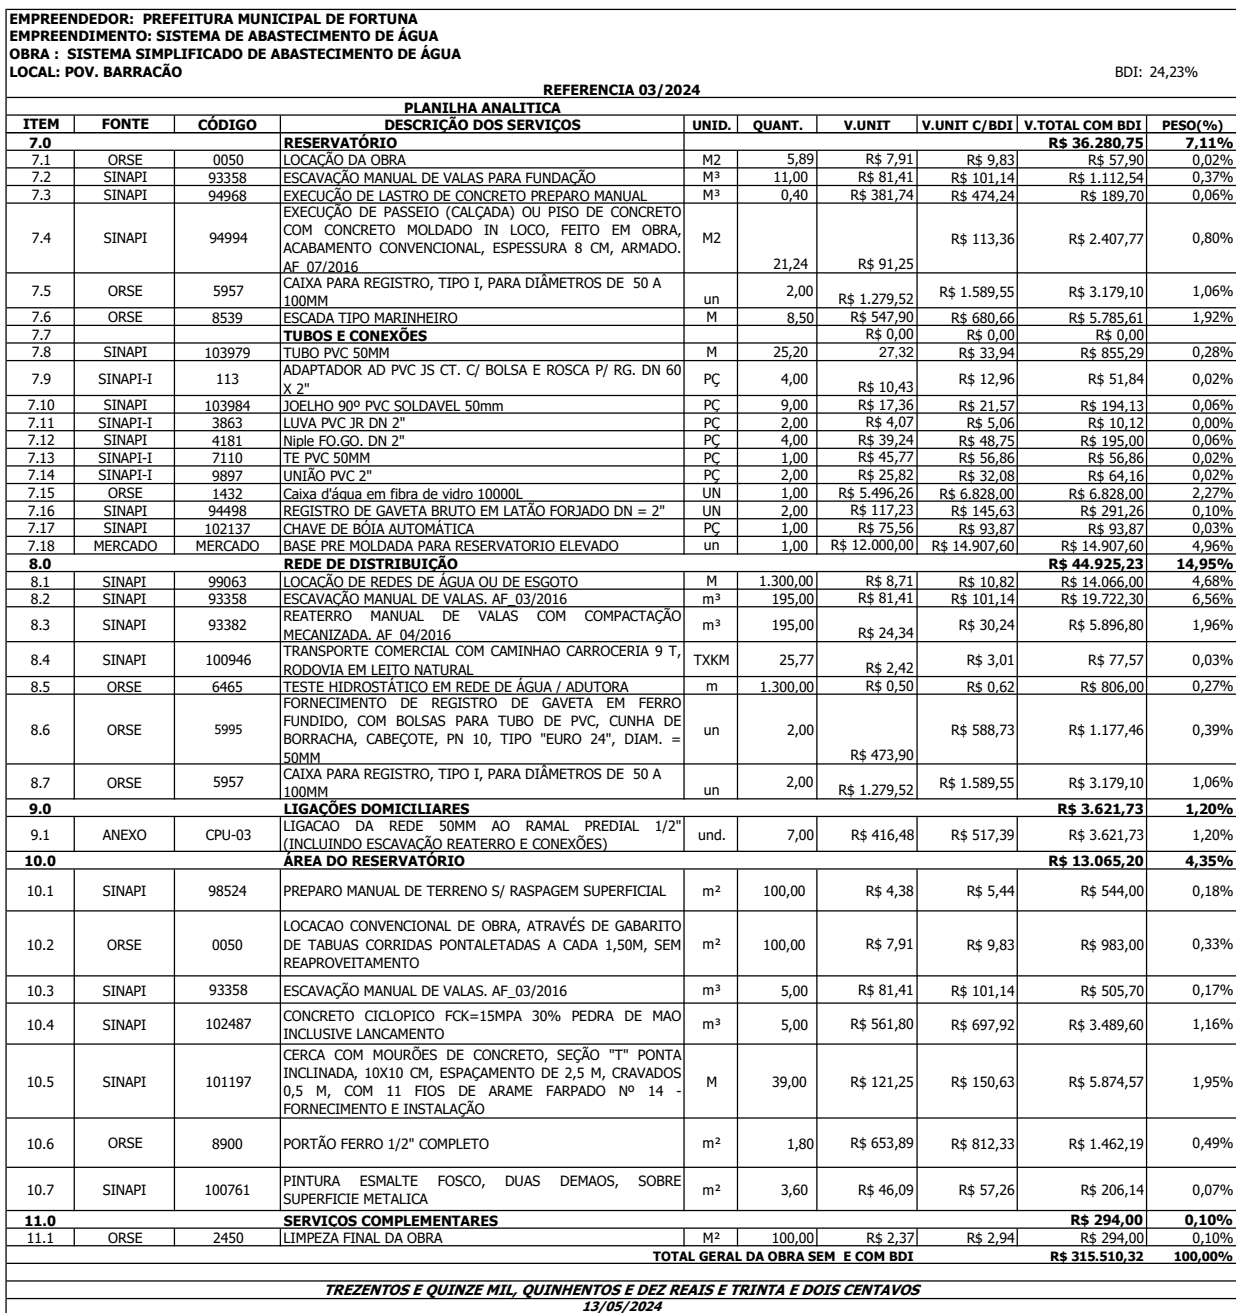 EMPREENDEDOR: PREFEITURA MUNICIPAL DE FORTUNA
EMPREENDIMENTO: SISTEMA DE ABASTECIMENTO DE ÁGUA
OBRA : SISTEMA SIMPLIFICADO DE ABASTECIMENTO DE ÁGUA
LOCAL: POV. BARRACÃO BDI: 24,23%
REFERENCIA 03/2024
PLANILHA ANALITICA
ITEM FONTE CÓDIGO DESCRIÇÃO DOS SERVIÇOS UNID. QUANT. V.UNIT V.UNIT C/BDI V.TOTAL COM BDI PESO(%)
7.0 RESERVATÓRIO R$ 36.280,75 7,11%
7.1 ORSE 0050 LOCAÇÃO DA OBRA M2 5,89 R$ 7,91 R$ 9,83 R$ 57,90 0,02%
7.2 SINAPI 93358 ESCAVAÇÃO MANUAL DE VALAS PARA FUNDAÇÃO M³ 11,00 R$ 81,41 R$ 101,14 R$ 1.112,54 0,37%
7.3 SINAPI 94968 EXECUÇÃO DE LASTRO DE CONCRETO PREPARO MANUAL M³ 0,40 R$ 381,74 R$ 474,24 R$ 189,70 0,06%
7.4 SINAPI 94994 EXECUÇÃO DE PASSEIO (CALÇADA) OU PISO DE CONCRETO
COM CONCRETO MOLDADO IN LOCO, FEITO EM OBRA,
ACABAMENTO CONVENCIONAL, ESPESSURA 8 CM, ARMADO.
AF_07/2016 M2 21,24 R$ 91,25 R$ 113,36 R$ 2.407,77 0,80%
7.5 ORSE 5957 CAIXA PARA REGISTRO, TIPO I, PARA DIÂMETROS DE 50 A
100MM un 2,00 R$ 1.279,52 R$ 1.589,55 R$ 3.179,10 1,06%
7.6 ORSE 8539 ESCADA TIPO MARINHEIRO M 8,50 R$ 547,90 R$ 680,66 R$ 5.785,61 1,92%
7.7 TUBOS E CONEXÕES R$ 0,00 R$ 0,00 R$ 0,00
7.8 SINAPI 103979 TUBO PVC 50MM M 25,20 27,32 R$ 33,94 R$ 855,29 0,28%
7.9 SINAPI-I 113 ADAPTADOR AD PVC JS CT. C/ BOLSA E ROSCA P/ RG. DN 60
X 2" PÇ 4,00 R$ 10,43 R$ 12,96 R$ 51,84 0,02%
7.10 SINAPI 103984 JOELHO 90º PVC SOLDAVEL 50mm PÇ 9,00 R$ 17,36 R$ 21,57 R$ 194,13 0,06%
7.11 SINAPI-I 3863 LUVA PVC JR DN 2" PÇ 2,00 R$ 4,07 R$ 5,06 R$ 10,12 0,00%
7.12 SINAPI 4181 Niple FO.GO. DN 2" PÇ 4,00 R$ 39,24 R$ 48,75 R$ 195,00 0,06%
7.13 SINAPI-I 7110 TE PVC 50MM PÇ 1,00 R$ 45,77 R$ 56,86 R$ 56,86 0,02%
7.14 SINAPI-I 9897 UNIÃO PVC 2" PÇ 2,00 R$ 25,82 R$ 32,08 R$ 64,16 0,02%
7.15 ORSE 1432 Caixa d'água em fibra de vidro 10000L UN 1,00 R$ 5.496,26 R$ 6.828,00 R$ 6.828,00 2,27%
7.16 SINAPI 94498 REGISTRO DE GAVETA BRUTO EM LATÃO FORJADO DN = 2" UN 2,00 R$ 117,23 R$ 145,63 R$ 291,26 0,10%
7.17 SINAPI 102137 CHAVE DE BÓIA AUTOMÁTICA PÇ 1,00 R$ 75,56 R$ 93,87 R$ 93,87 0,03%
7.18 MERCADO MERCADO BASE PRE MOLDADA PARA RESERVATORIO ELEVADO un 1,00 R$ 12.000,00 R$ 14.907,60 R$ 14.907,60 4,96%
8.0 REDE DE DISTRIBUIÇÃO R$ 44.925,23 14,95%
8.1 SINAPI 99063 LOCAÇÃO DE REDES DE ÁGUA OU DE ESGOTO M 1.300,00 R$ 8,71 R$ 10,82 R$ 14.066,00 4,68%
8.2 SINAPI 93358 ESCAVAÇÃO MANUAL DE VALAS. AF_03/2016 m³ 195,00 R$ 81,41 R$ 101,14 R$ 19.722,30 6,56%
8.3 SINAPI 93382 REATERRO MANUAL DE VALAS COM COMPACTAÇÃO
MECANIZADA. AF_04/2016 m³ 195,00 R$ 24,34 R$ 30,24 R$ 5.896,80 1,96%
8.4 SINAPI 100946 TRANSPORTE COMERCIAL COM CAMINHAO CARROCERIA 9 T,
RODOVIA EM LEITO NATURAL TXKM 25,77 R$ 2,42 R$ 3,01 R$ 77,57 0,03%
8.5 ORSE 6465 TESTE HIDROSTÁTICO EM REDE DE ÁGUA / ADUTORA m 1.300,00 R$ 0,50 R$ 0,62 R$ 806,00 0,27%
8.6 ORSE 5995 FORNECIMENTO DE REGISTRO DE GAVETA EM FERRO
FUNDIDO, COM BOLSAS PARA TUBO DE PVC, CUNHA DE
BORRACHA, CABEÇOTE, PN 10, TIPO "EURO 24", DIAM. =
50MM un 2,00 R$ 473,90 R$ 588,73 R$ 1.177,46 0,39%
8.7 ORSE 5957 CAIXA PARA REGISTRO, TIPO I, PARA DIÂMETROS DE 50 A
100MM un 2,00 R$ 1.279,52 R$ 1.589,55 R$ 3.179,10 1,06%
9.0 LIGAÇÕES DOMICILIARES R$ 3.621,73 1,20%
9.1 ANEXO CPU-03 LIGACAO DA REDE 50MM AO RAMAL PREDIAL 1/2"
(INCLUINDO ESCAVAÇÃO REATERRO E CONEXÕES) und. 7,00 R$ 416,48 R$ 517,39 R$ 3.621,73 1,20%
10.0 ÁREA DO RESERVATÓRIO R$ 13.065,20 4,35%
10.1 SINAPI 98524 PREPARO MANUAL DE TERRENO S/ RASPAGEM SUPERFICIAL m² 100,00 R$ 4,38 R$ 5,44 R$ 544,00 0,18%
10.2 ORSE 0050 LOCACAO CONVENCIONAL DE OBRA, ATRAVÉS DE GABARITO
DE TABUAS CORRIDAS PONTALETADAS A CADA 1,50M, SEM
REAPROVEITAMENTO m² 100,00 R$ 7,91 R$ 9,83 R$ 983,00 0,33%
10.3 SINAPI 93358 ESCAVAÇÃO MANUAL DE VALAS. AF_03/2016 m³ 5,00 R$ 81,41 R$ 101,14 R$ 505,70 0,17%
10.4 SINAPI 102487 CONCRETO CICLOPICO FCK=15MPA 30% PEDRA DE MAO
INCLUSIVE LANCAMENTO m³ 5,00 R$ 561,80 R$ 697,92 R$ 3.489,60 1,16%
10.5 SINAPI 101197 CERCA COM MOURÕES DE CONCRETO, SEÇÃO "T" PONTA
INCLINADA, 10X10 CM, ESPAÇAMENTO DE 2,5 M, CRAVADOS
0,5 M, COM 11 FIOS DE ARAME FARPADO Nº 14 -
FORNECIMENTO E INSTALAÇÃO M 39,00 R$ 121,25 R$ 150,63 R$ 5.874,57 1,95%
10.6 ORSE 8900 PORTÃO FERRO 1/2" COMPLETO m² 1,80 R$ 653,89 R$ 812,33 R$ 1.462,19 0,49%
10.7 SINAPI 100761 PINTURA ESMALTE FOSCO, DUAS DEMAOS, SOBRE
SUPERFICIE METALICA m² 3,60 R$ 46,09 R$ 57,26 R$ 206,14 0,07%
11.0 SERVIÇOS COMPLEMENTARES R$ 294,00 0,10%
11.1 ORSE 2450 LIMPEZA FINAL DA OBRA M² 100,00 R$ 2,37 R$ 2,94 R$ 294,00 0,10%
TOTAL GERAL DA OBRA SEM E COM BDI R$ 315.510,32 100,00%
TREZENTOS E QUINZE MIL, QUINHENTOS E DEZ REAIS E TRINTA E DOIS CENTAVOS
13/05/2024